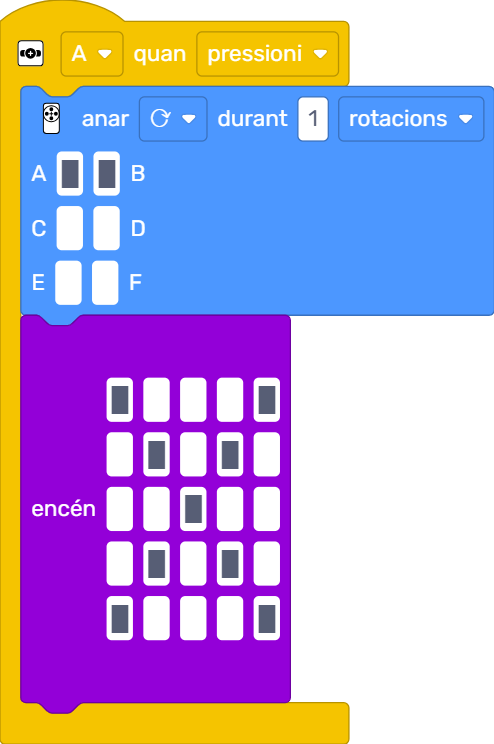 A quan pressioni
anar durant 1 rotacions
A B
C D
E F
encén